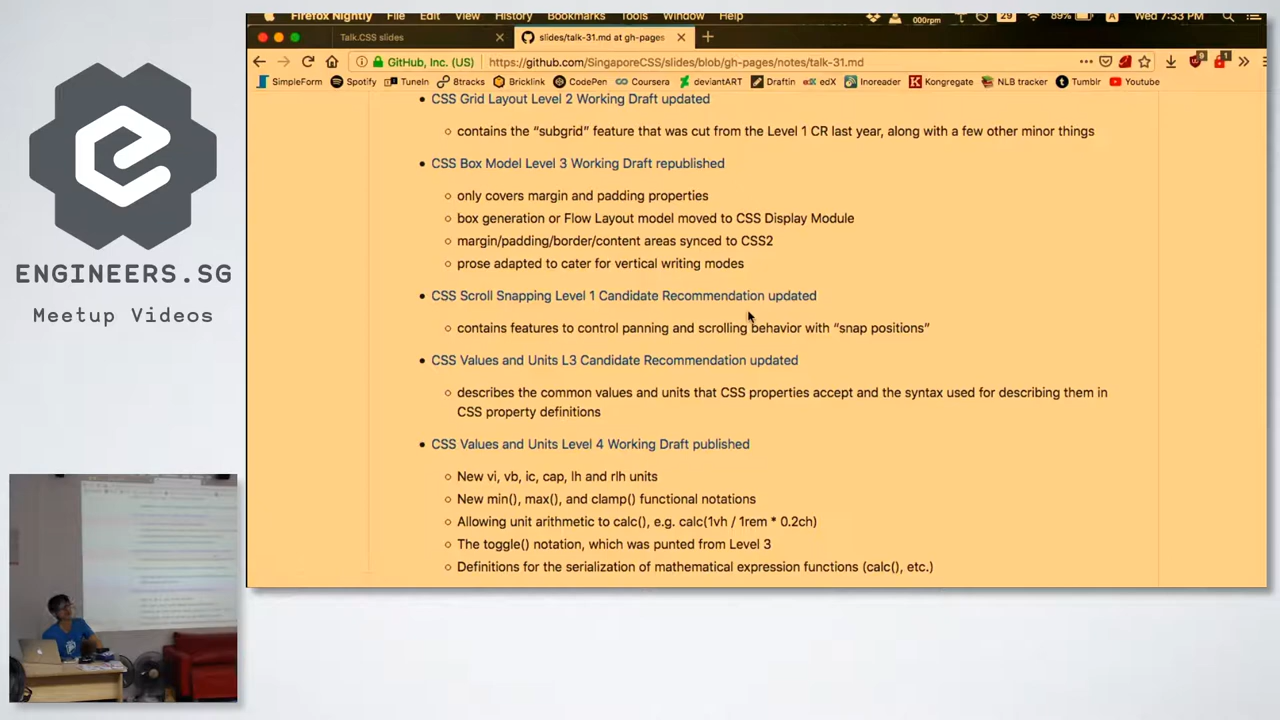 ENGINEERS.SG
Meetup Videos
Firefox Nightly File Edit View History Bookmarks Tools Window Help 000rpm 29 89% A Wed 7:33 PM
Talk.CSS slides
slides/talk-31.md at gh-pages
GitHub, Inc. (US) https://github.com/SingaporeCSS/slides/blob/gh-pages/notes/talk-31.md
SimpleForm Spotify TuneIn 8tracks Bricklink CodePen Coursera deviantART Draftin edX Inoreader Kongregate NLB tracker Tumblr Youtube
CSS Grid Layout Level 2 Working Draft updated
contains the “subgrid” feature that was cut from the Level 1 CR last year, along with a few other minor things
CSS Box Model Level 3 Working Draft republished
only covers margin and padding properties
box generation or Flow Layout model moved to CSS Display Module
margin/padding/border/content areas synced to CSS2
prose adapted to cater for vertical writing modes
CSS Scroll Snapping Level 1 Candidate Recommendation updated
contains features to control panning and scrolling behavior with “snap positions”
CSS Values and Units L3 Candidate Recommendation updated
describes the common values and units that CSS properties accept and the syntax used for describing them in
CSS property definitions
CSS Values and Units Level 4 Working Draft published
New vi, vb, ic, cap, lh and rlh units
New min(), max(), and clamp() functional notations
Allowing unit arithmetic to calc(), e.g. calc(1vh / 1rem * 0.2ch)
The toggle() notation, which was punted from Level 3
Definitions for the serialization of mathematical expression functions (calc(), etc.)